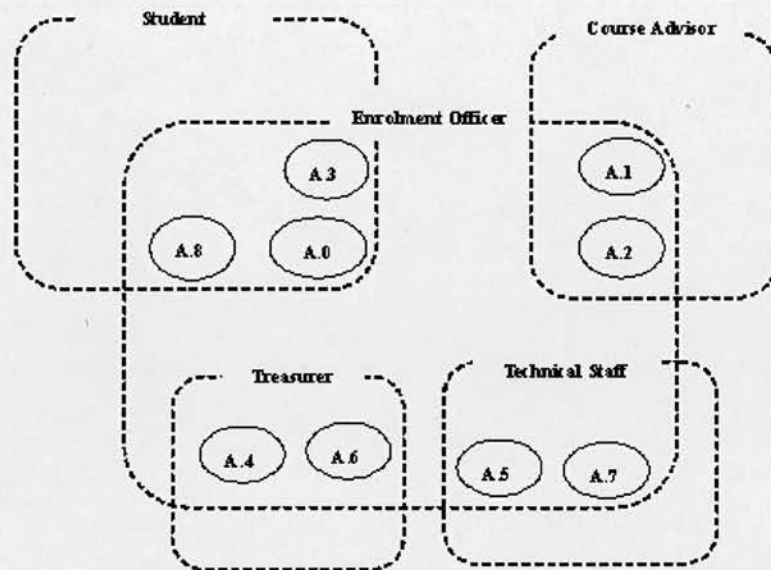 Student
Course Advisor
Enrolment Officer
A.3
A.1
A.8
A.0
A.2
Treasurer
Technical Staff
A.4
A.6
A.5
A.7